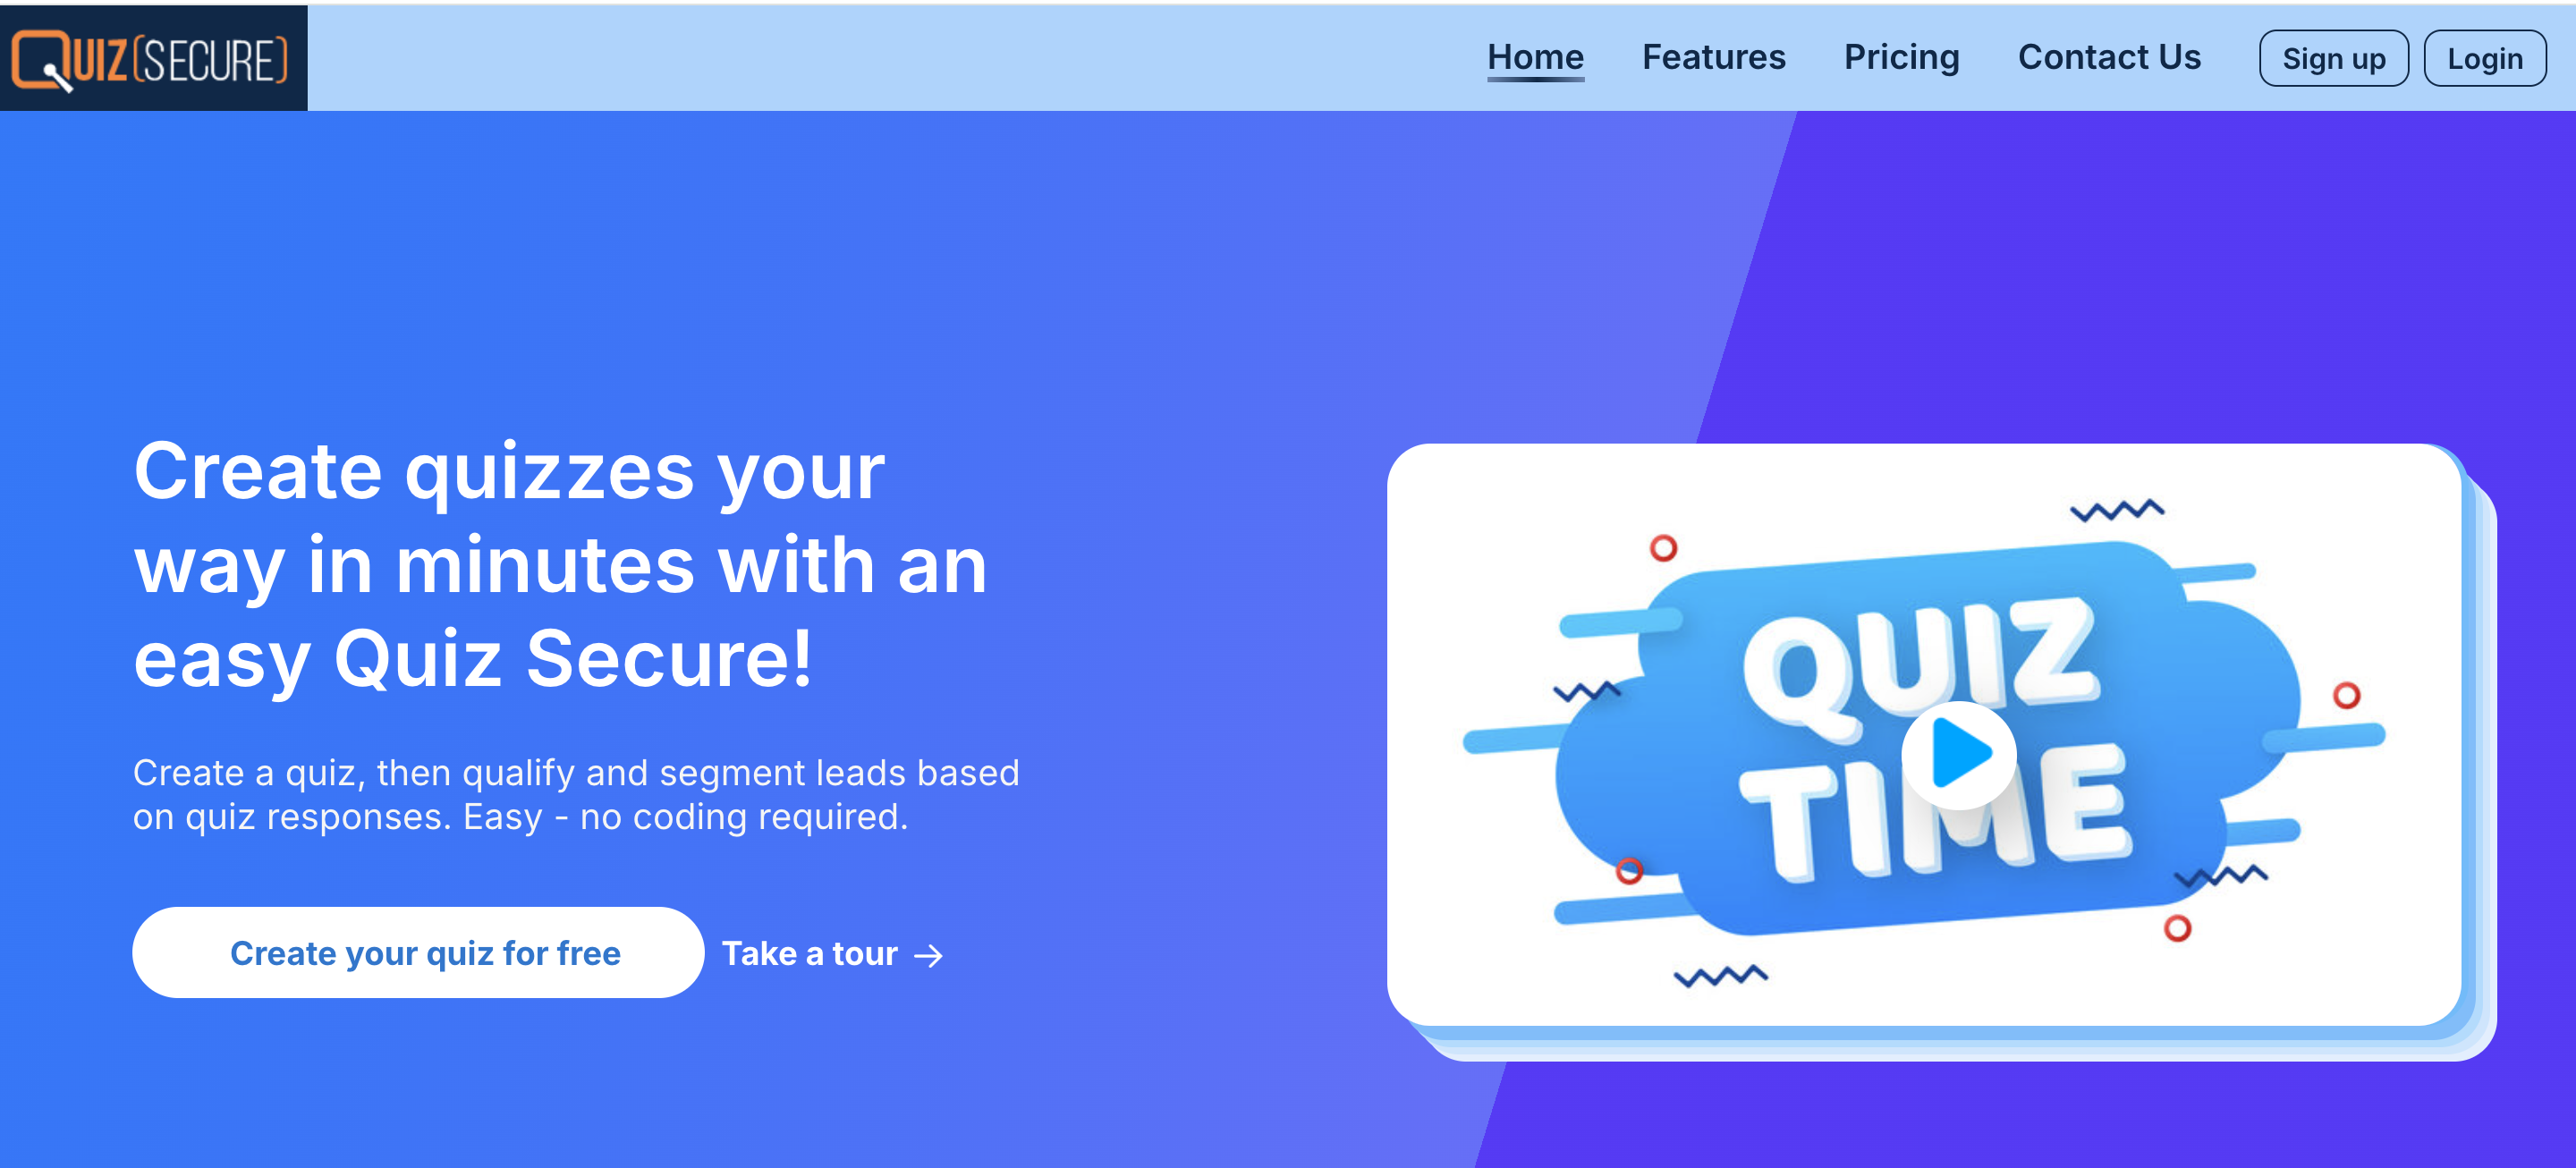 QUIZ(SECURE)
Home Features Pricing Contact Us Sign up Login
Create quizzes your
way in minutes with an
easy Quiz Secure!
Create a quiz, then qualify and segment leads based
on quiz responses. Easy - no coding required.
Create your quiz for free Take a tour →
QUIZ
TIME